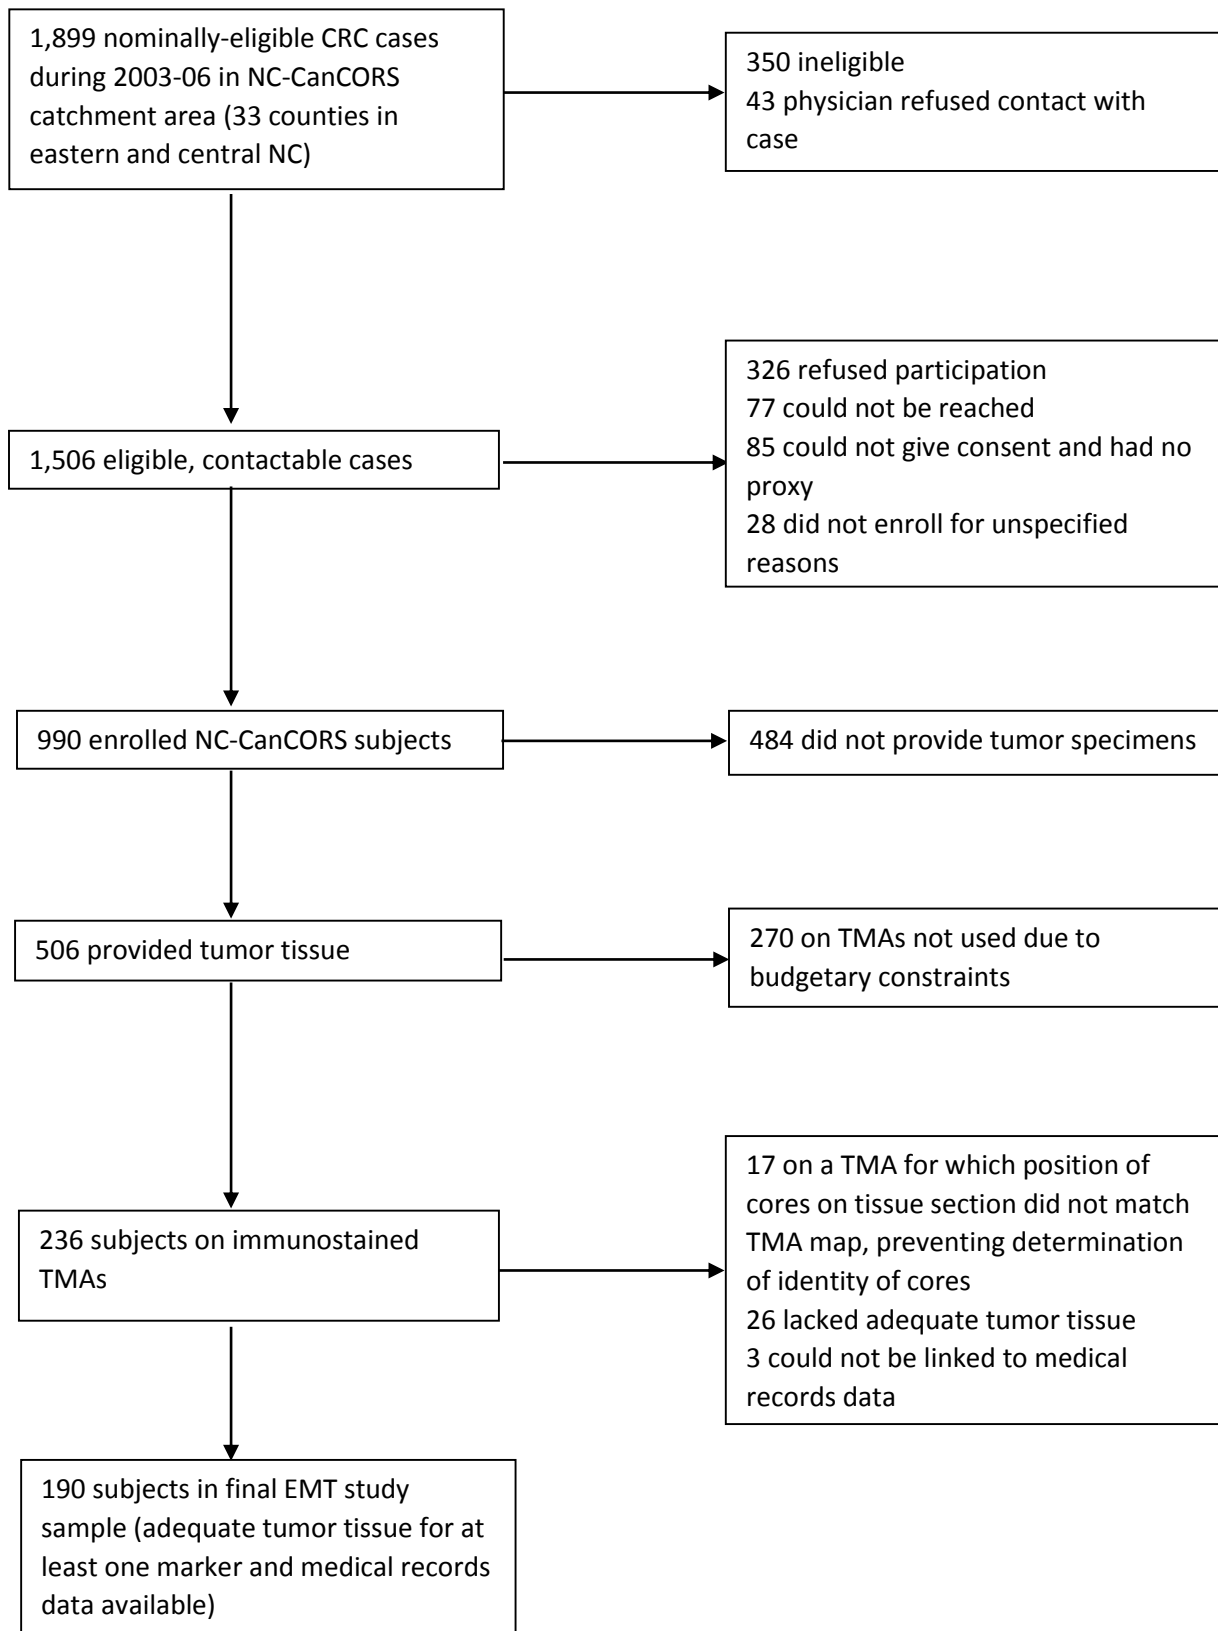 1,899 nominally-eligible CRC cases
during 2003-06 in NC-CanCORS
catchment area (33 counties in
eastern and central NC)
350 ineligible
43 physician refused contact with
case
1,506 eligible, contactable cases
326 refused participation
77 could not be reached
85 could not give consent and had no
proxy
28 did not enroll for unspecified
reasons
990 enrolled NC-CanCORS subjects
484 did not provide tumor specimens
506 provided tumor tissue
270 on TMAs not used due to
budgetary constraints
236 subjects on immunostained
TMAs
17 on a TMA for which position of
cores on tissue section did not match
TMA map, preventing determination
of identity of cores
26 lacked adequate tumor tissue
3 could not be linked to medical
records data
190 subjects in final EMT study
sample (adequate tumor tissue for at
least one marker and medical records
data available)